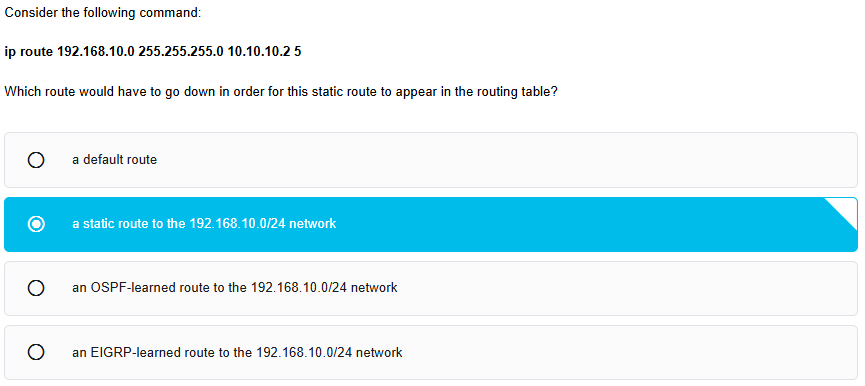 Consider the following command:
ip route 192.168.10.0 255.255.255.0 10.10.10.2 5
Which route would have to go down in order for this static route to appear in the routing table?
a default route
a static route to the 192.168.10.0/24 network
an OSPF-learned route to the 192.168.10.0/24 network
an EIGRP-learned route to the 192.168.10.0/24 network